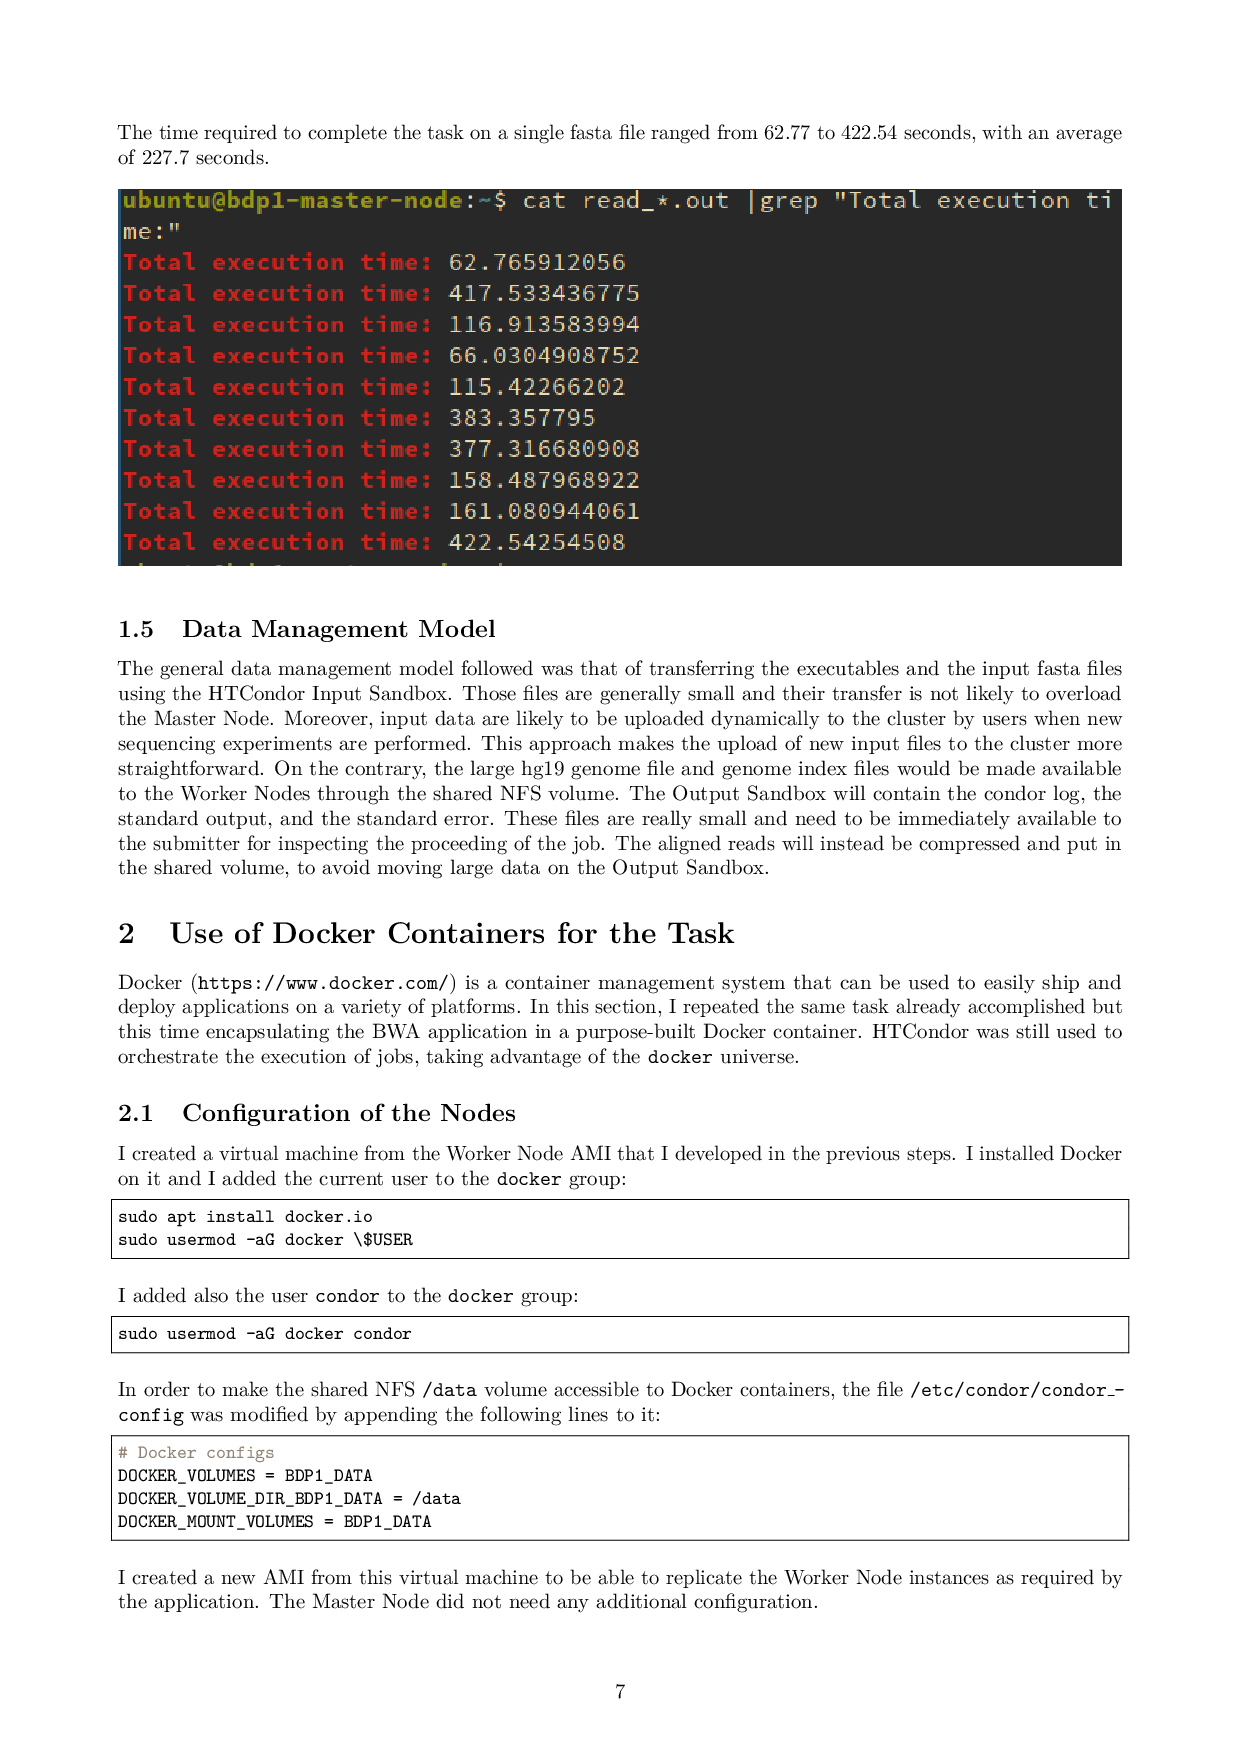 The time required to complete the task on a single fasta file ranged from 62.77 to 422.54 seconds, with an average
of 227.7 seconds.
ubuntu@bdp1-master-node:~$ cat read_*.out |grep "Total execution ti
me:"
Total execution time: 62.765912056
Total execution time: 417.533436775
Total execution time: 116.913583994
Total execution time: 66.0304908752
Total execution time: 115.42266202
Total execution time: 383.357795
Total execution time: 377.316680908
Total execution time: 158.487968922
Total execution time: 161.080944061
Total execution time: 422.54254508
1.5 Data Management Model
The general data management model followed was that of transferring the executables and the input fasta files
using the HTCondor Input Sandbox. Those files are generally small and their transfer is not likely to overload
the Master Node. Moreover, input data are likely to be uploaded dynamically to the cluster by users when new
sequencing experiments are performed. This approach makes the upload of new input files to the cluster more
straightforward. On the contrary, the large hg19 genome file and genome index files would be made available
to the Worker Nodes through the shared NFS volume. The Output Sandbox will contain the condor log, the
standard output, and the standard error. These files are really small and need to be immediately available to
the submitter for inspecting the proceeding of the job. The aligned reads will instead be compressed and put in
the shared volume, to avoid moving large data on the Output Sandbox.
2 Use of Docker Containers for the Task
Docker (https://www.docker.com/) is a container management system that can be used to easily ship and
deploy applications on a variety of platforms. In this section, I repeated the same task already accomplished but
this time encapsulating the BWA application in a purpose-built Docker container. HTCondor was still used to
orchestrate the execution of jobs, taking advantage of the docker universe.
2.1 Configuration of the Nodes
I created a virtual machine from the Worker Node AMI that I developed in the previous steps. I installed Docker
on it and I added the current user to the docker group:
sudo apt install docker.io
sudo usermod -aG docker \$USER
I added also the user condor to the docker group:
sudo usermod -aG docker condor
In order to make the shared NFS /data volume accessible to Docker containers, the file /etc/condor/condor_-
config was modified by appending the following lines to it:
# Docker configs
DOCKER_VOLUMES = BDP1_DATA
DOCKER_VOLUME_DIR_BDP1_DATA = /data
DOCKER_MOUNT_VOLUMES = BDP1_DATA
I created a new AMI from this virtual machine to be able to replicate the Worker Node instances as required by
the application. The Master Node did not need any additional configuration.
7